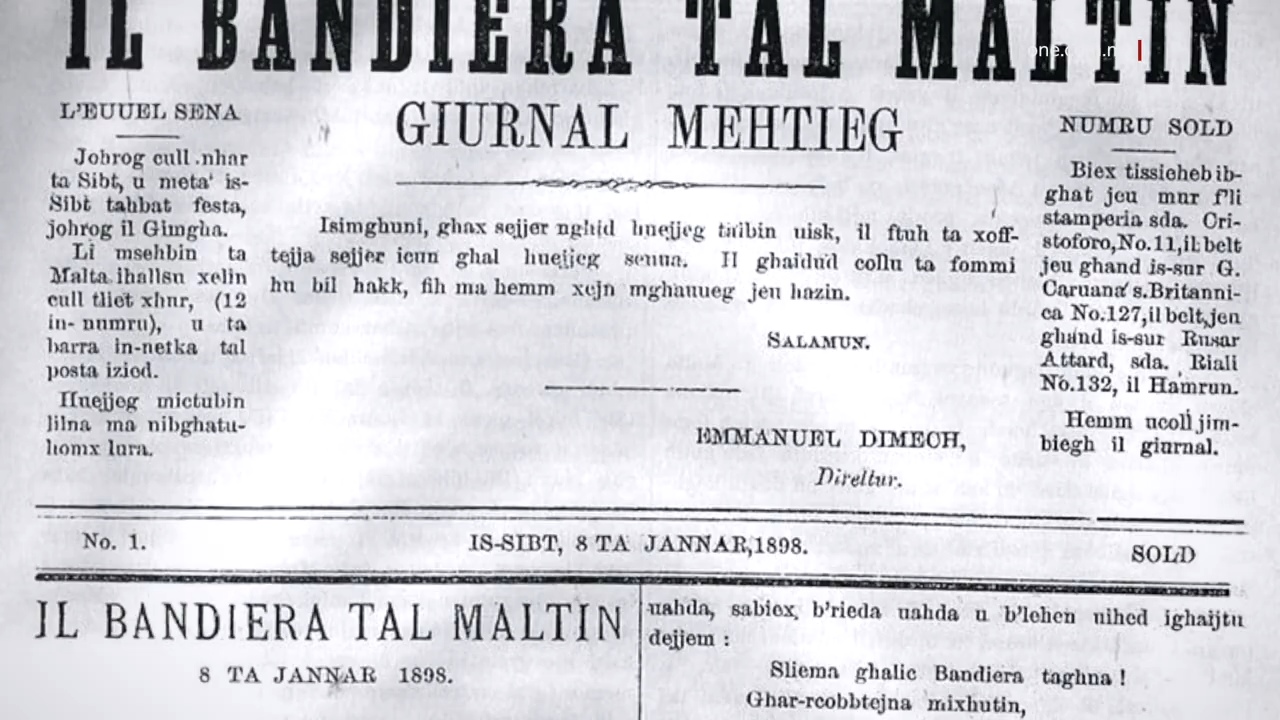 IL BANDIERA TAL MALTIN
L'EUUEL SENA
Jobrog cull nhar
ta Sibt, u meta' is-
Sibt tahbat festa,
johrog il Gimgha.
Li msehbin ta
Malta ihallsu xelin
cull tliet xhur, (12
in-numru), u ta
barra in-netka tal
posta izied.
Huejjeg mictubin
lilna ma nibghatu-
homx lura.
GIURNAL MEHTIEG
Isimghuni, ghax sejjer nghid huejjeg tajbin uisk, il ftuh ta xoff-
tejja sejjer icun ghal huejjeg seuua. Il ghaidud collu ta fommi
hu bil hakk, fih ma hemm xejn mghauueg jeu hazin.
SALAMUN.
EMMANUEL DIMECH,
Direttur.
NUMRU SOLD
Biex tissieheb ib-
ghat jeu mur f'li
stamperia sda. Cri-
stoforo, No. 11, il belt
jeu ghand is-sur G.
Caruana s. Britanni-
ca No. 127, il belt, jeu
ghand is-sur Rusar
Attard, sda. Riali
No. 132, il Hamrun.
Hemm ucoll jim-
biegh il giurnal.
No. 1.
IS-SIBT, 8 TA JANNAR, 1898.
SOLD
IL BANDIERA TAL MALTIN
8 TA JANNAR 1898.
uahda, sabiex b'rieda uahda u b'lehen uihed ighajjtu
dejjem :
Sliema ghalic Bandiera taghna !
Ghar-rcobbtejna mixhutin,